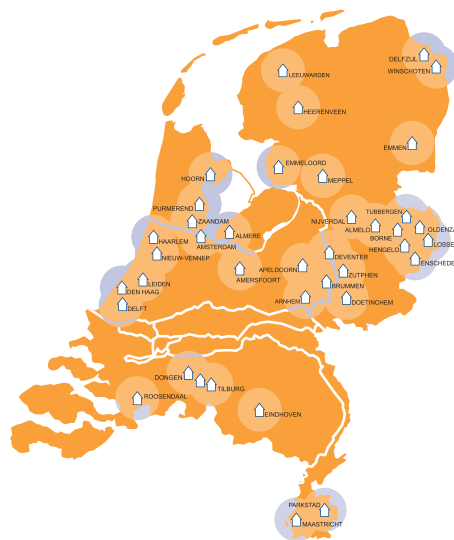 DELFZIJL
WINSCHOTEN
LEEUWARDEN
HEERENVEEN
EMMEN
EMMELOORD
MEPPEL
HOORN
PURMEREND
ZAANDAM
AMSTERDAM
ALMERE
HAARLEM
NIEUW-VENNEP
NIJVERDAL
TUBBERGEN
ALMELO
BORNE
OLDENZA
LOSSE
HENGELO
ENSCHEDE
DEVENTER
APELDOORN
ZUTPHEN
AMERSFOORT
BRUMMEN
LEIDEN
DEN HAAG
DELFT
ARNHEM
DOETINCHEM
DONGEN
TILBURG
ROOSENDAAL
EINDHOVEN
PARKSTAD
MAASTRICHT